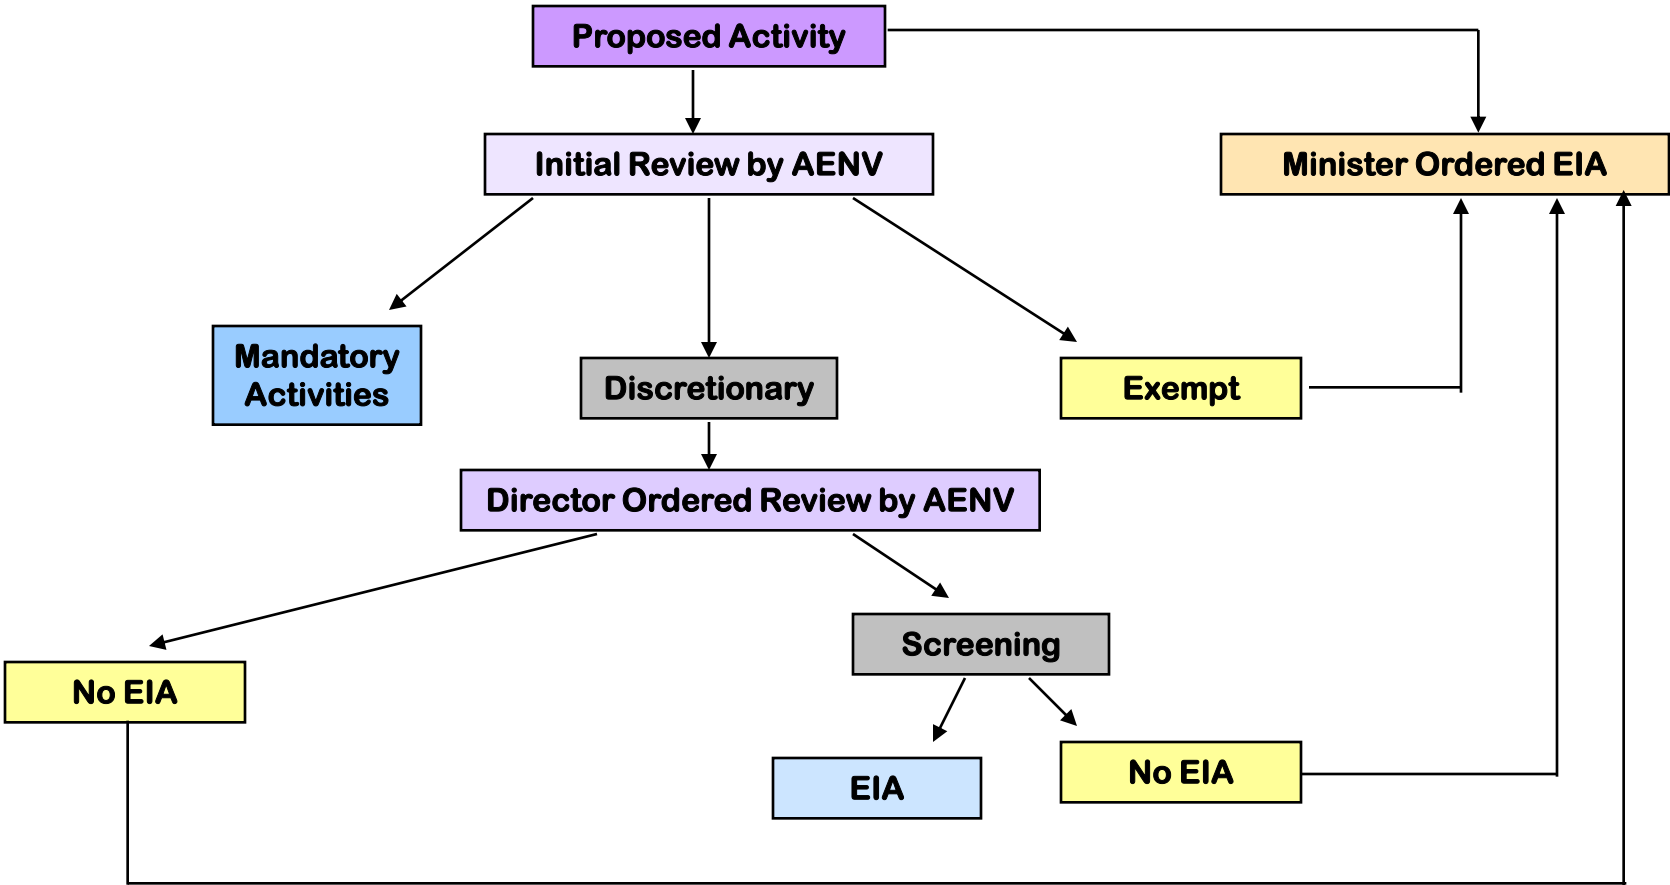 Proposed Activity
Initial Review by AENV
Minister Ordered EIA
Mandatory
Activities
Discretionary
Exempt
Director Ordered Review by AENV
Screening
No EIA
EIA
No EIA